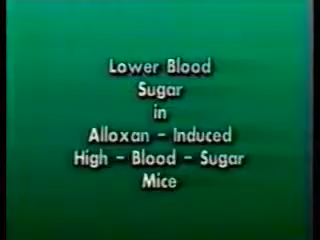 Lower Blood
Sugar
in
Alloxan - Induced
High - Blood - Sugar
Mice